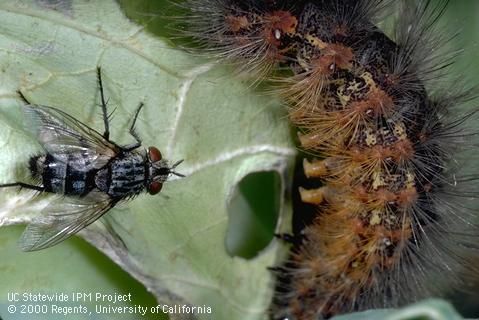 UC Statewide IPM Project
© 2000 Regents, University of California